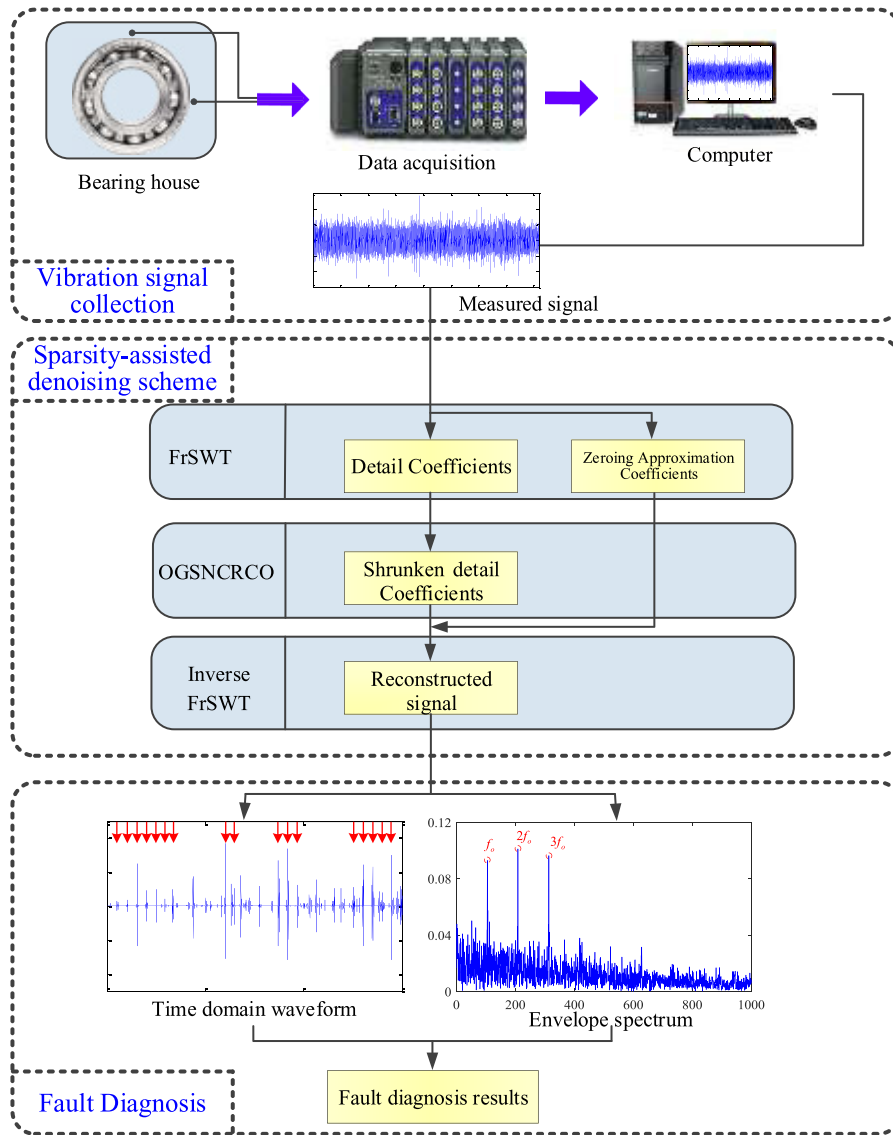 Bearing house
Data acquisition
Computer
Measured signal
Vibration signal
collection
Sparsity-assisted
denoising scheme
FrSWT
Detail Coefficients
Zeroing Approximation
Coefficients
OGSNCRCO
Shrunken detail
Coefficients
Inverse
FrSWT
Reconstructed
signal
0.12
0.08
0.04
0
fo
2fo
3fo
0 200 400 600 800 1000
Time domain waveform
Envelope spectrum
Fault diagnosis results
Fault Diagnosis